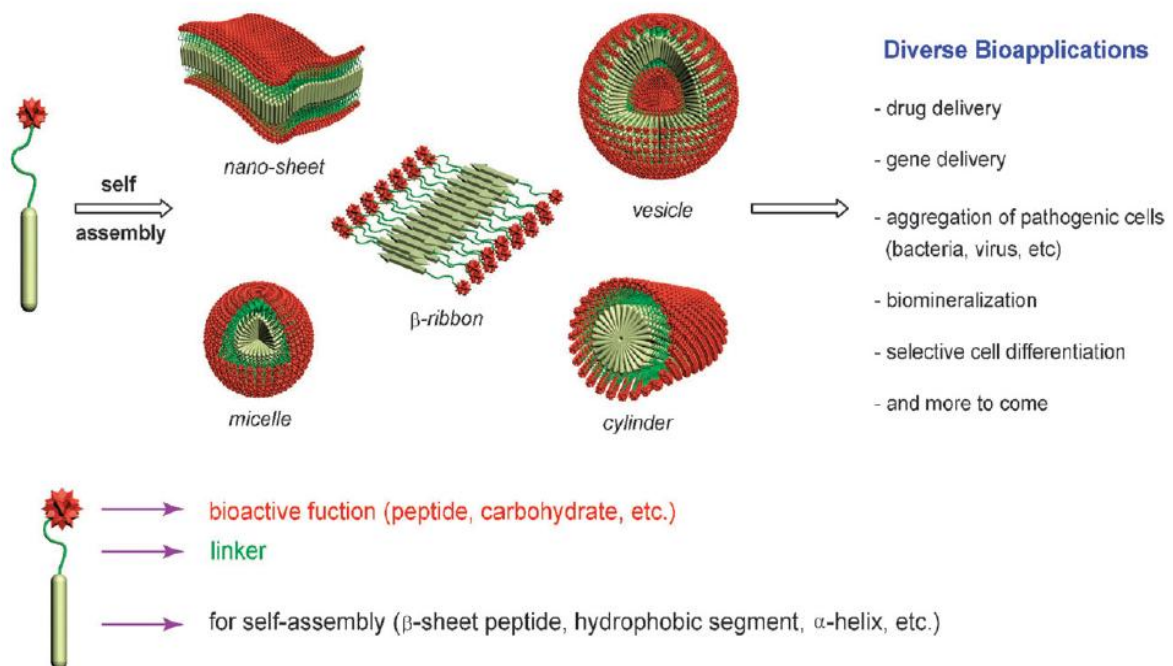 Diverse Bioapplications
- drug delivery
- gene delivery
- aggregation of pathogenic cells
(bacteria, virus, etc)
- biomineralization
- selective cell differentiation
- and more to come
self
assembly
nano-sheet
vesicle
β-ribbon
micelle
cylinder
bioactive fuction (peptide, carbohydrate, etc.)
linker
for self-assembly (β-sheet peptide, hydrophobic segment, α-helix, etc.)